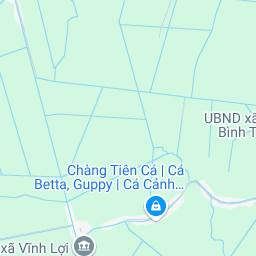 UBND xã
Bình T
Chàng Tiên Cá | Cá
Betta, Guppy | Cá Cảnh...
xã Vĩnh Lợi